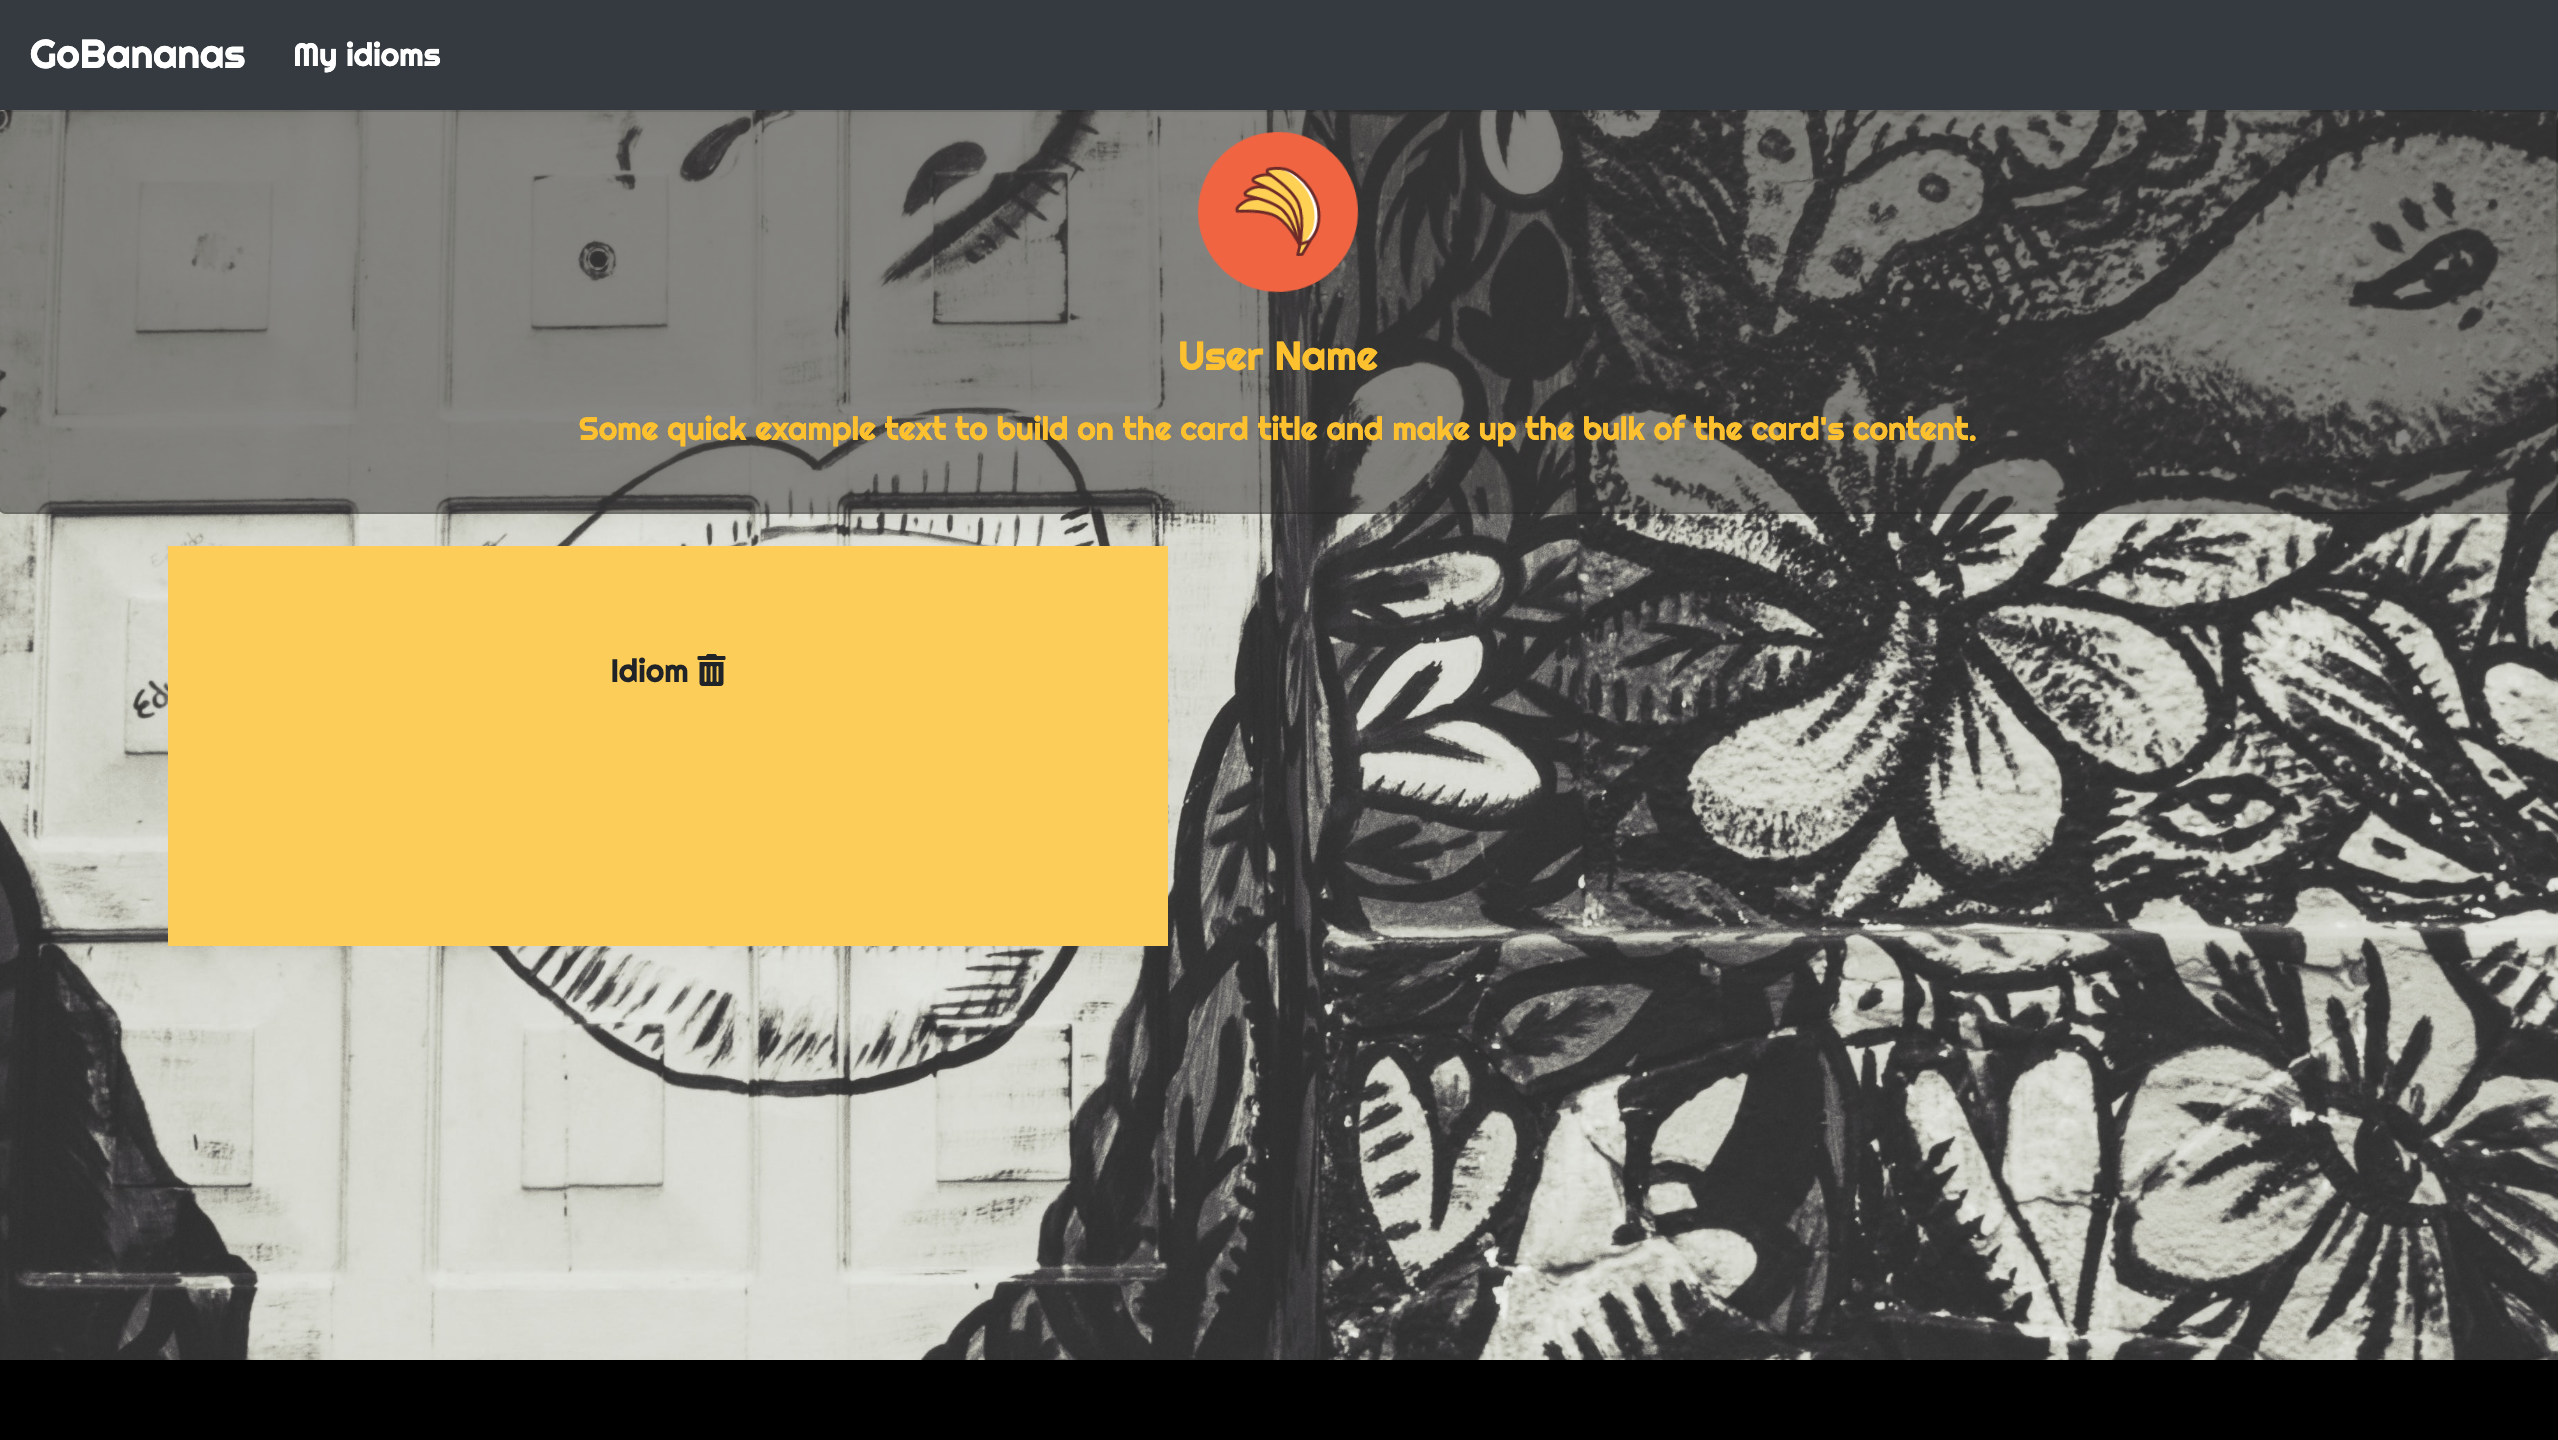 GoBananas My idioms
User Name
Some quick example text to build on the card title and make up the bulk of the card's content.
Idiom